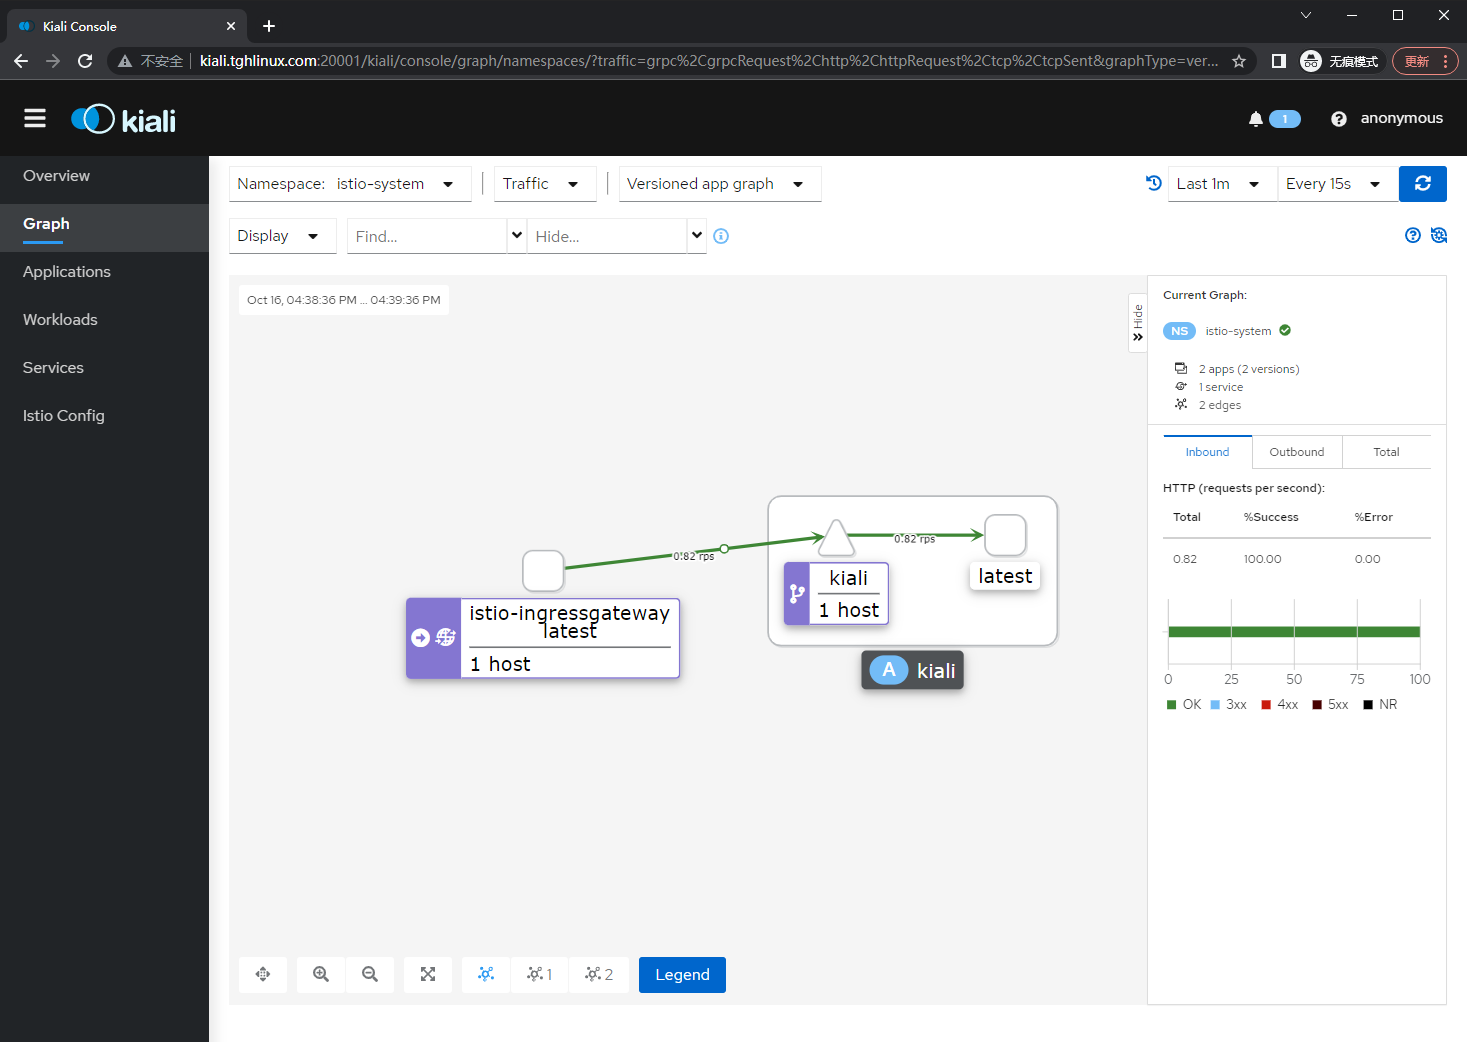 Kiali Console
不安全 kiali.tghlinux.com:20001/kiali/console/graph/namespaces/?traffic=grpc%2CgrpcRequest%2Chttp%2ChttpRequest%2Ctcp%2CtcpSent&graphType=ver... 无痕模式 更新
kiali 1 anonymous
Overview
Graph
Applications
Workloads
Services
Istio Config
Namespace: istio-system Traffic Versioned app graph Last 1m Every 15s
Display Find... Hide...
Oct 16, 04:38:36 PM ... 04:39:36 PM
Hide
0.82 rps
0.82 rps
istio-ingressgateway
latest
1 host
kiali
1 host
latest
A kiali
Legend
1
2
Current Graph:
NS istio-system
2 apps (2 versions)
1 service
2 edges
Inbound Outbound Total
HTTP (requests per second):
Total %Success %Error
0.82 100.00 0.00
0 25 50 75 100
OK 3xx 4xx 5xx NR